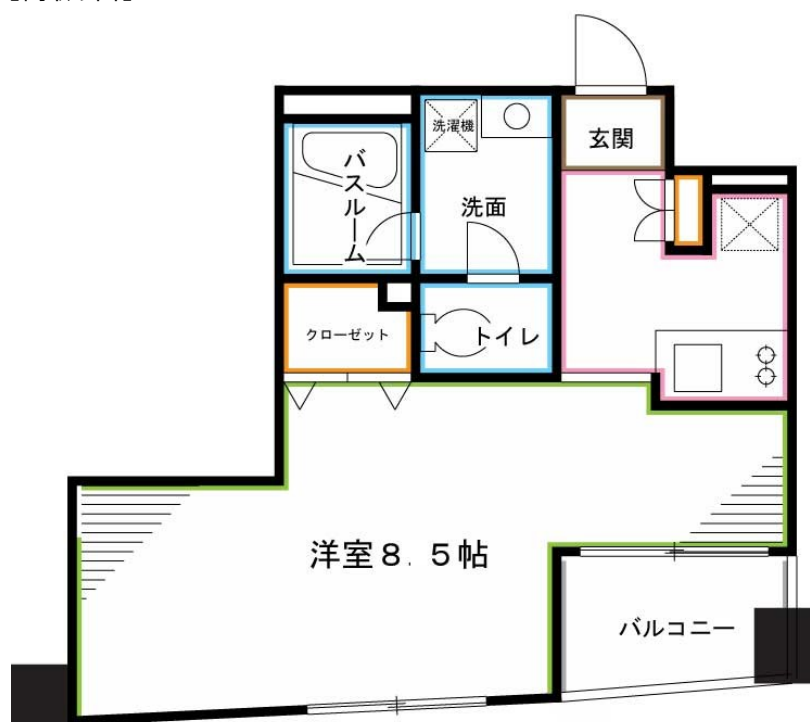 洗濯機
玄関
バスルーム
洗面
クローゼット
トイレ
洋室8.5帖
バルコニー